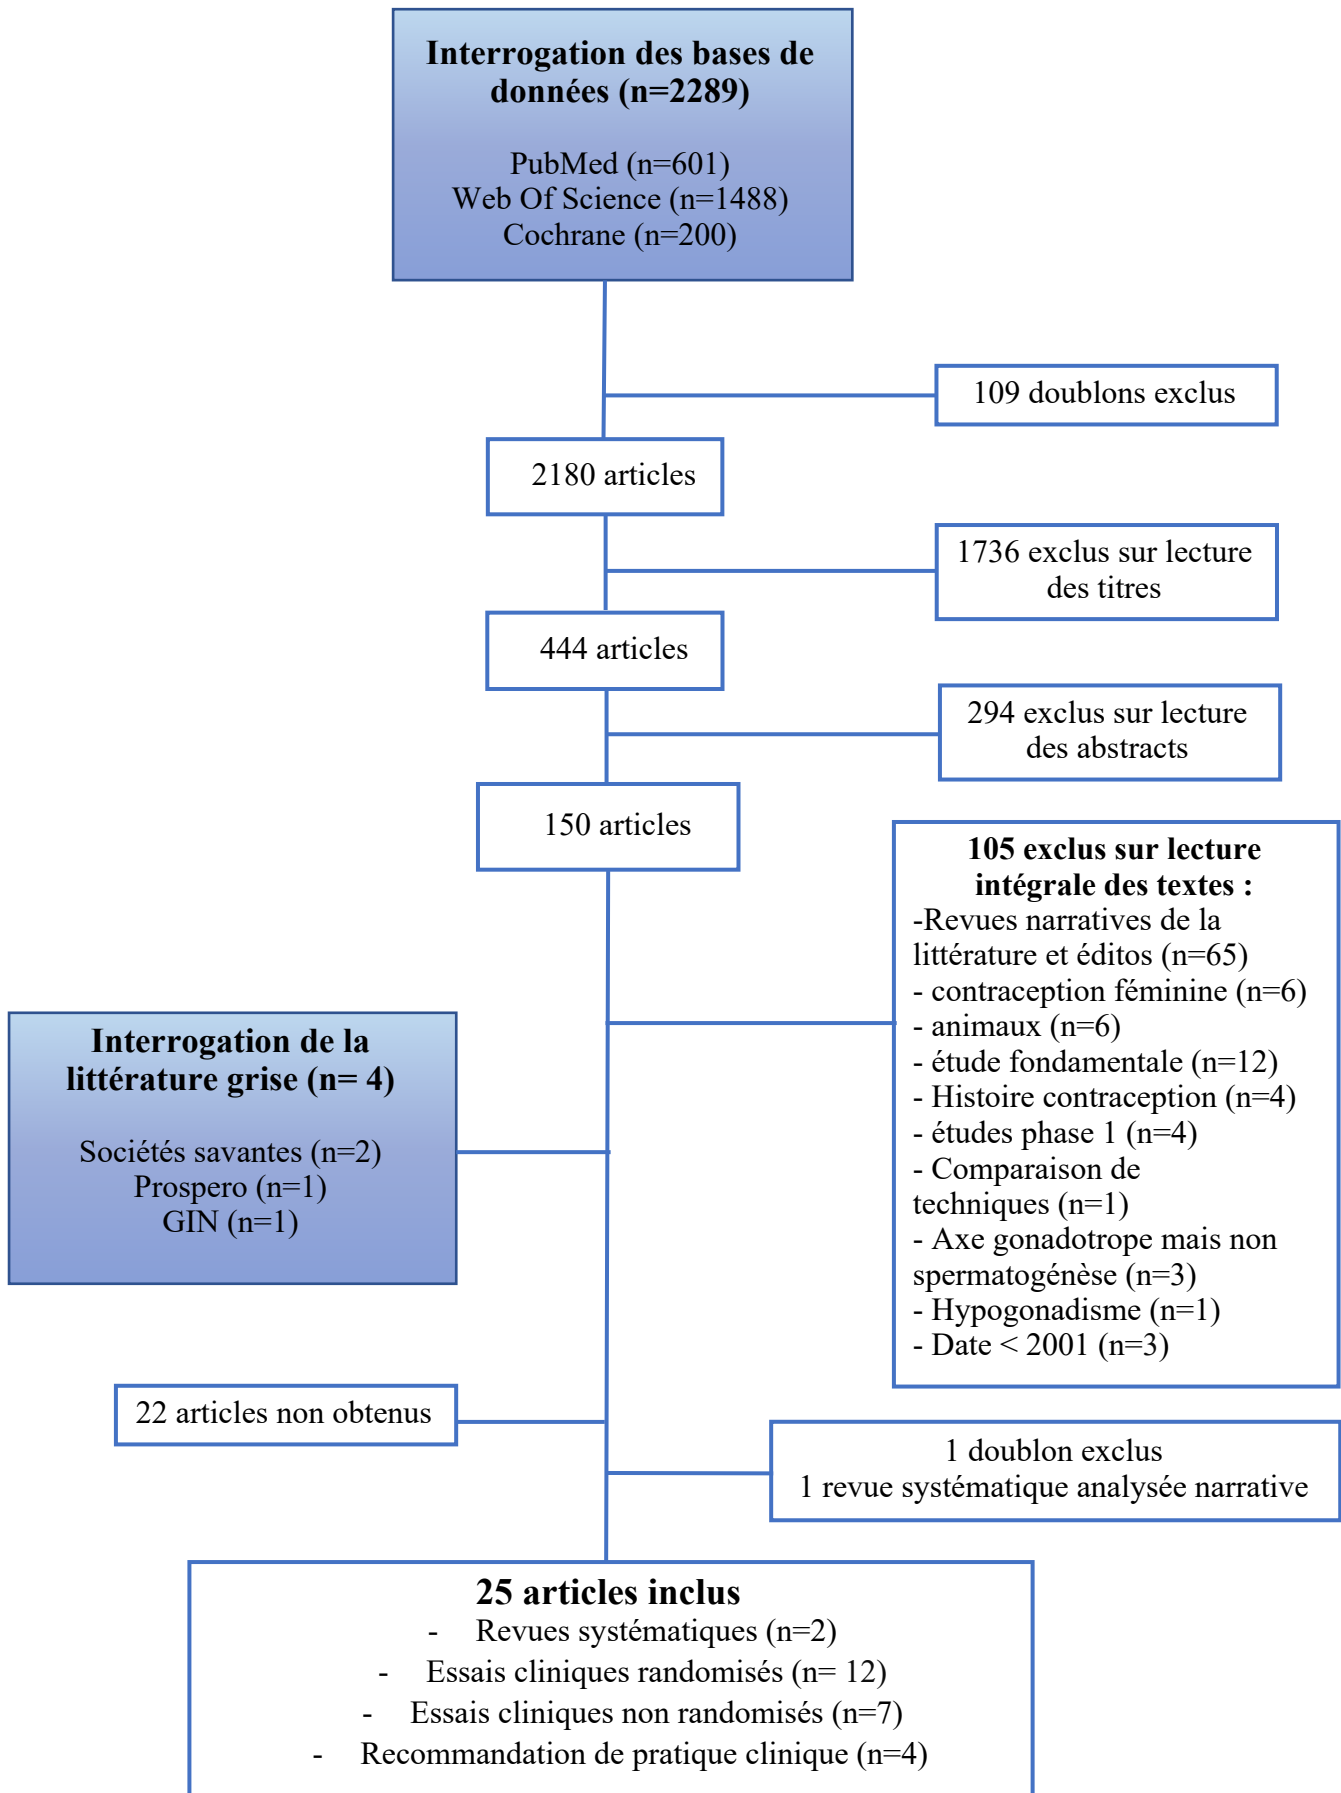 Interrogation des bases de
données (n=2289)
PubMed (n=601)
Web Of Science (n=1488)
Cochrane (n=200)
109 doublons exclus
2180 articles
1736 exclus sur lecture
des titres
444 articles
294 exclus sur lecture
des abstracts
150 articles
105 exclus sur lecture
intégrale des textes :
-Revues narratives de la
littérature et éditos (n=65)
- contraception féminine (n=6)
- animaux (n=6)
- étude fondamentale (n=12)
- Histoire contraception (n=4)
- études phase 1 (n=4)
- Comparaison de
techniques (n=1)
- Axe gonadotrope mais non
spermatogénèse (n=3)
- Hypogonadisme (n=1)
- Date < 2001 (n=3)
Interrogation de la
littérature grise (n= 4)
Sociétés savantes (n=2)
Prospero (n=1)
GIN (n=1)
22 articles non obtenus
1 doublon exclus
1 revue systématique analysée narrative
25 articles inclus
- Revues systématiques (n=2)
- Essais cliniques randomisés (n= 12)
- Essais cliniques non randomisés (n=7)
- Recommandation de pratique clinique (n=4)